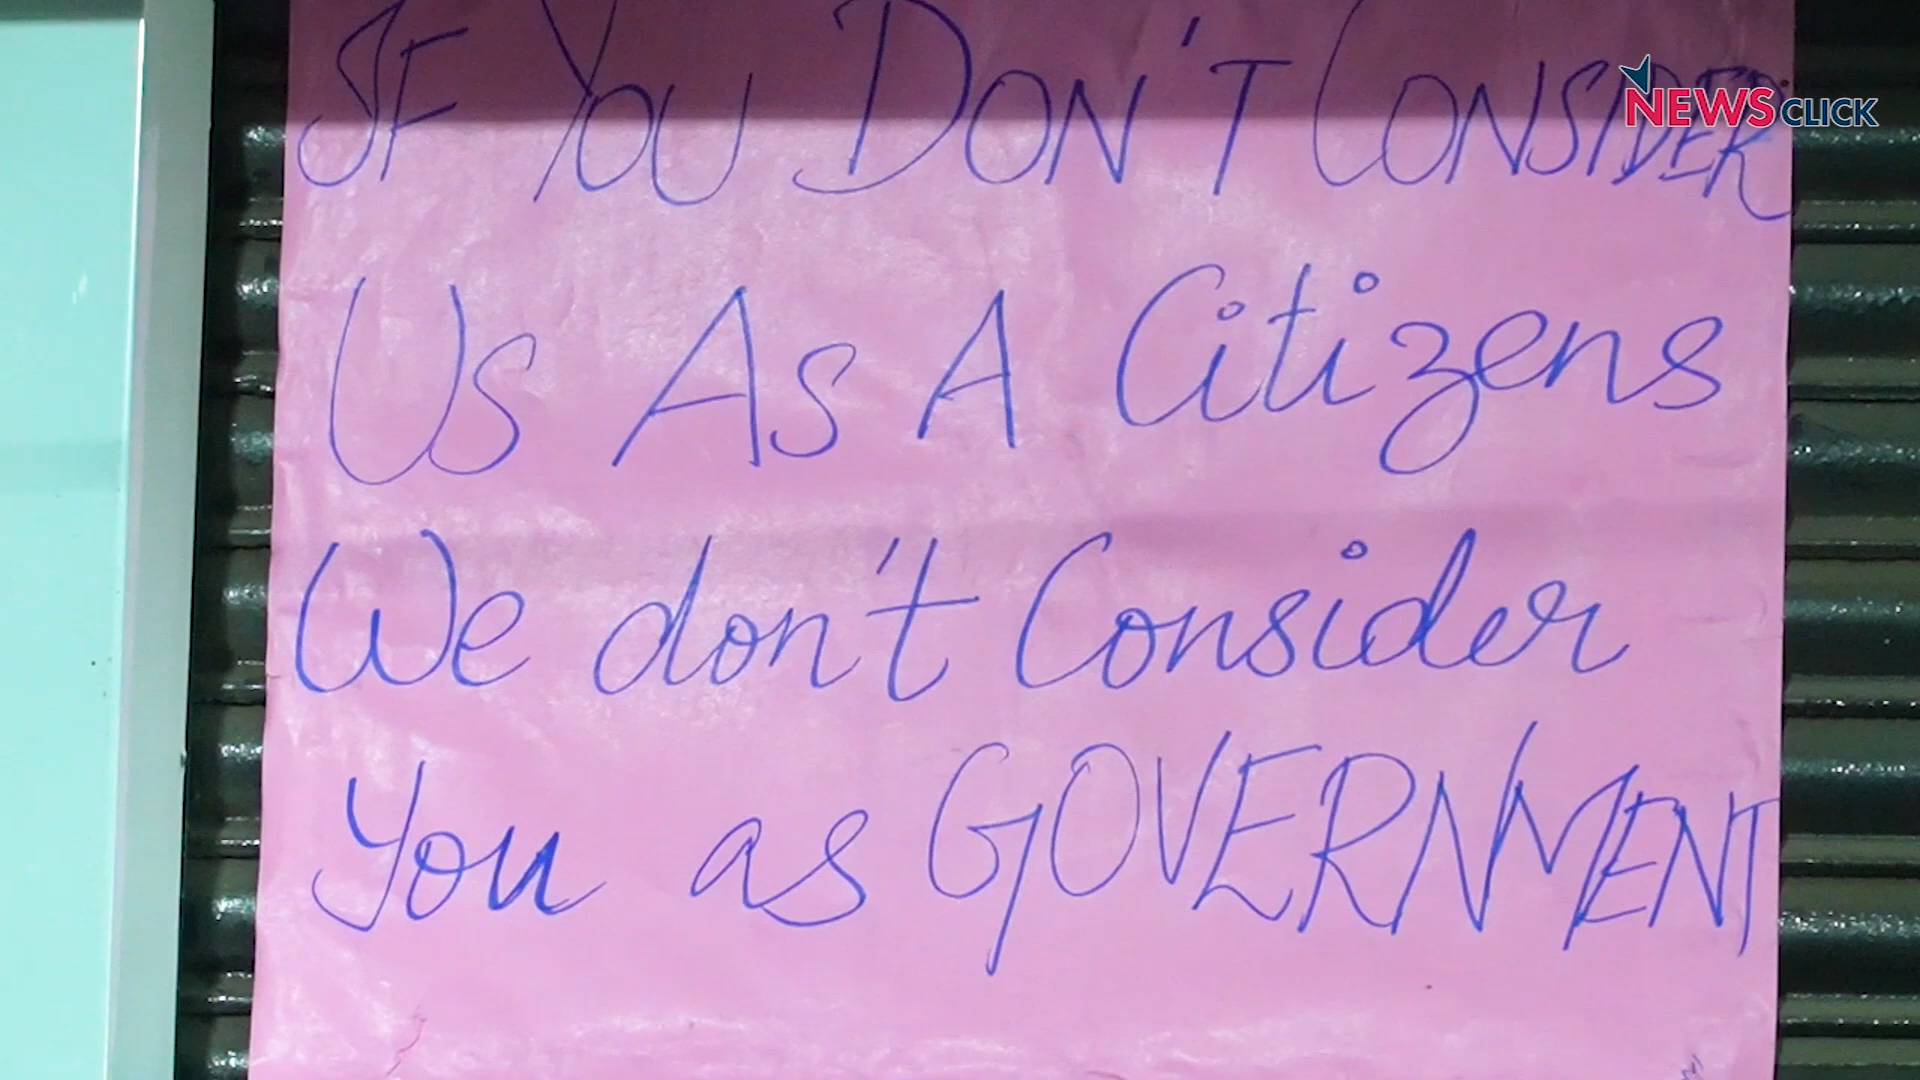 IF YOU DON'T CONSIDER
NEWSCLICK
Us As A Citizens
We don't Consider
You as GOVERNMENT